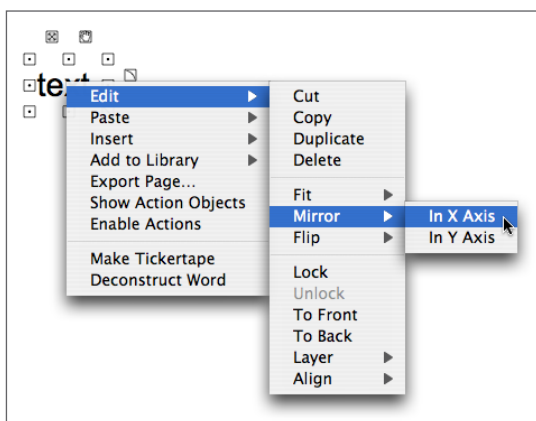 text
Edit
Paste
Insert
Add to Library
Export Page...
Show Action Objects
Enable Actions
Make Tickertape
Deconstruct Word
Cut
Copy
Duplicate
Delete
Fit
Mirror
Flip
Lock
Unlock
To Front
To Back
Layer
Align
In X Axis
In Y Axis